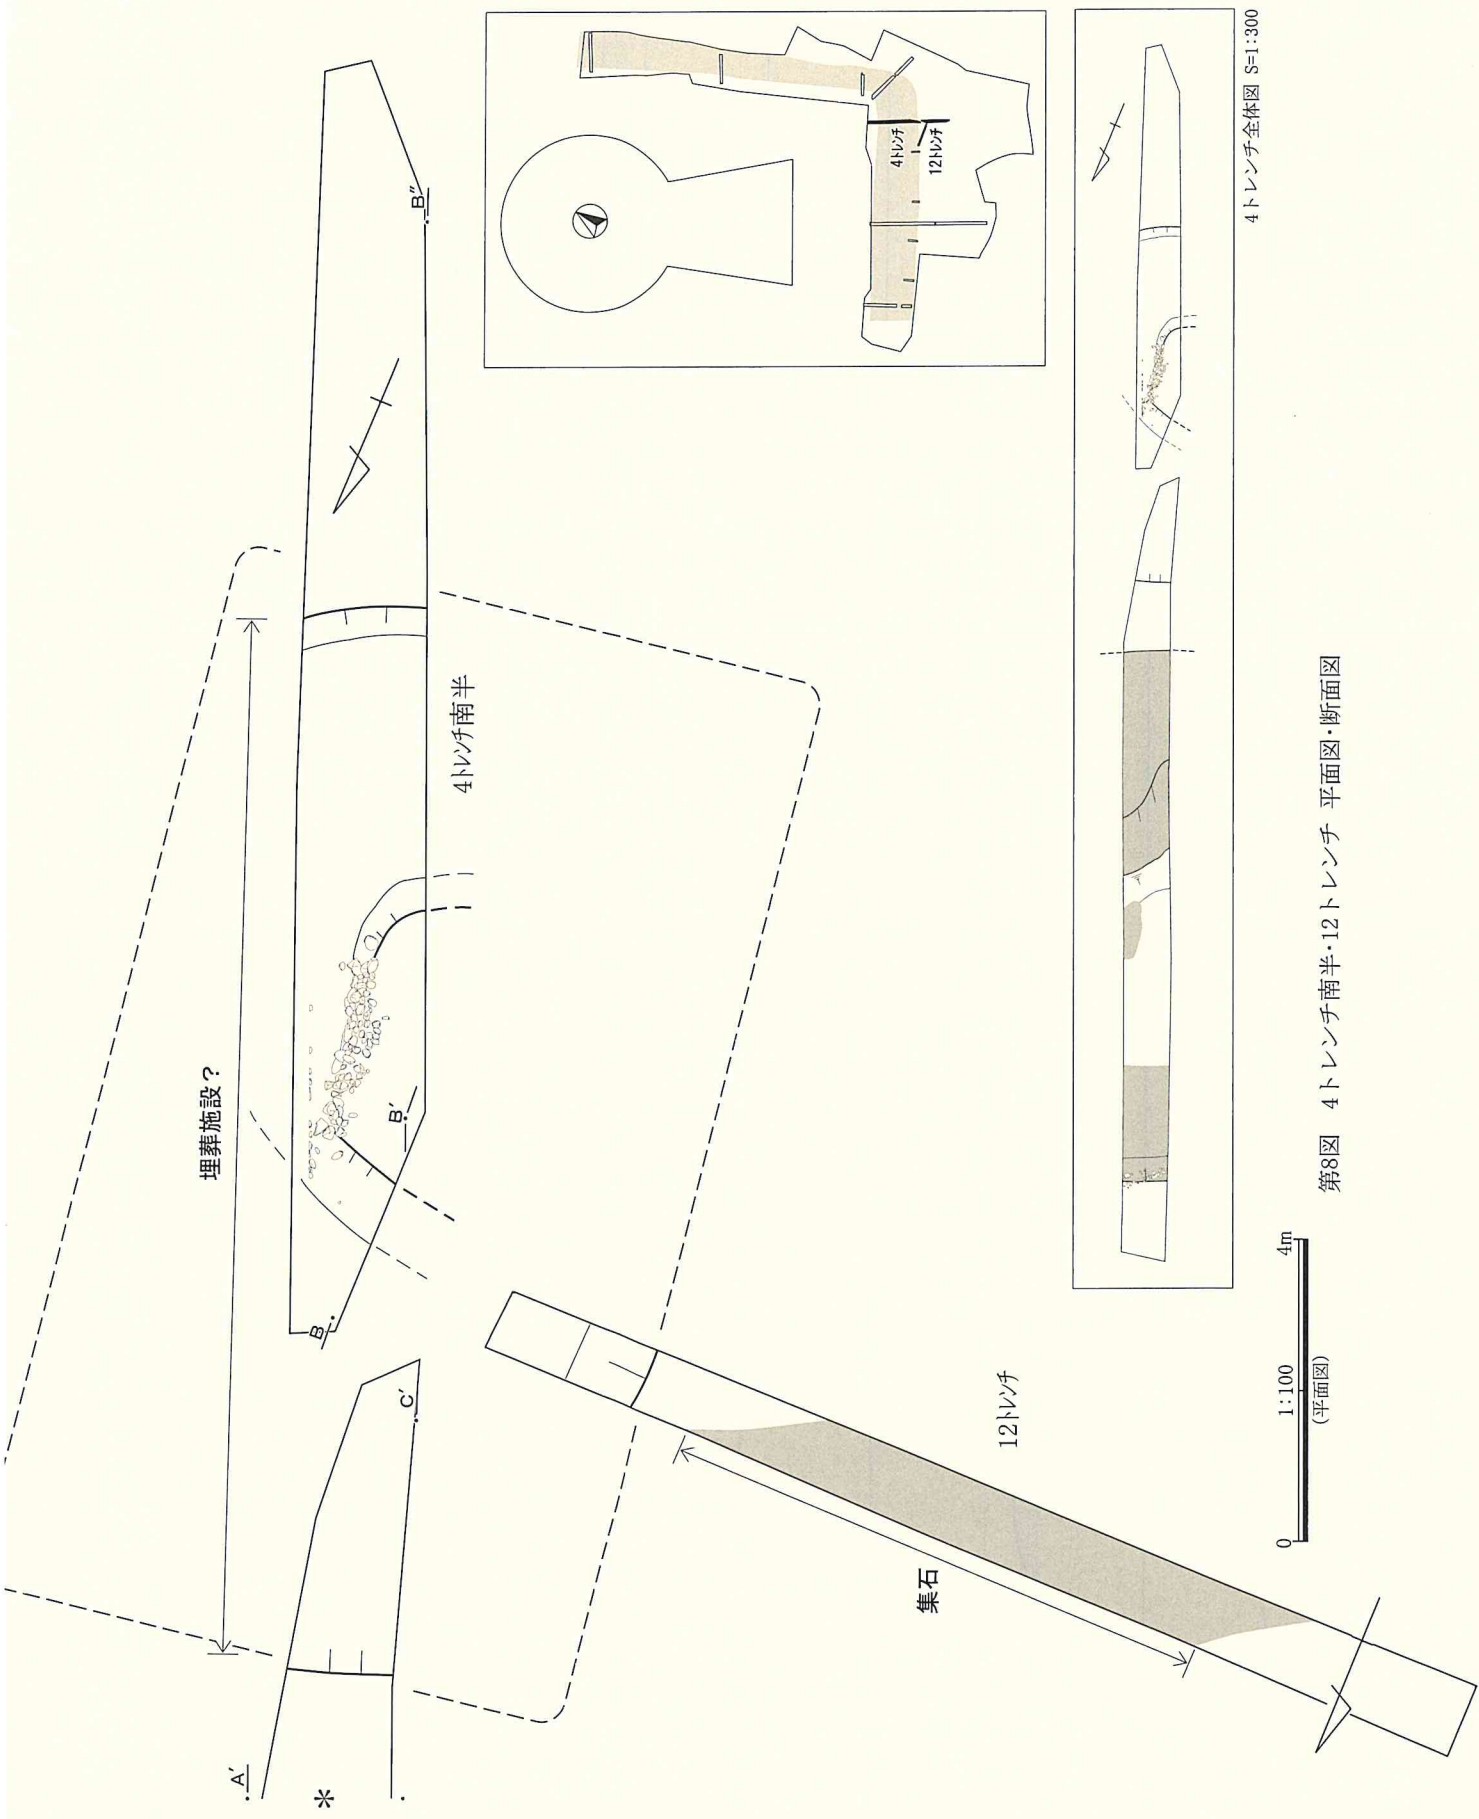 A′
＊
埋葬施設？
B
B′
B″
C′
4トレンチ南半
12トレンチ
集石
4トレンチ
12トレンチ
4トレンチ全体図 S=1:300
0 1:100 4m
(平面図)
第8図 4トレンチ南半・12トレンチ 平面図・断面図